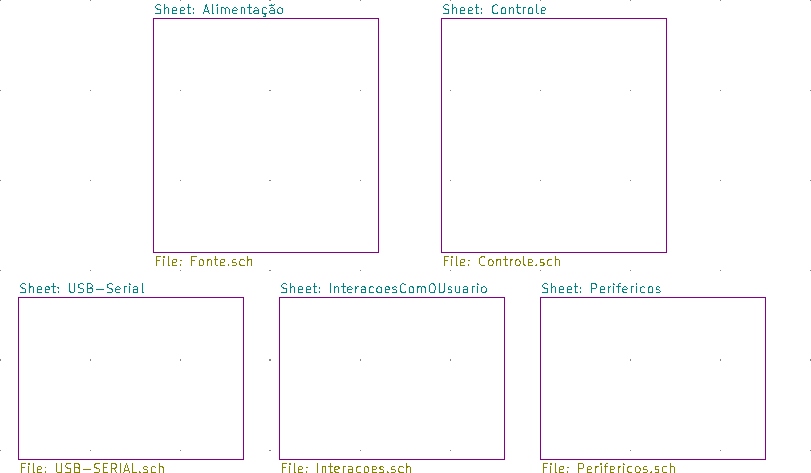 Sheet: Alimentação
Sheet: Controle
File: Fonte.sch
File: Controle.sch
Sheet: USB-Serial
Sheet: InteracoesComOUsuario
Sheet: Perifericos
File: USB-SERIAL.sch
File: Interacoes.sch
File: Perifericos.sch